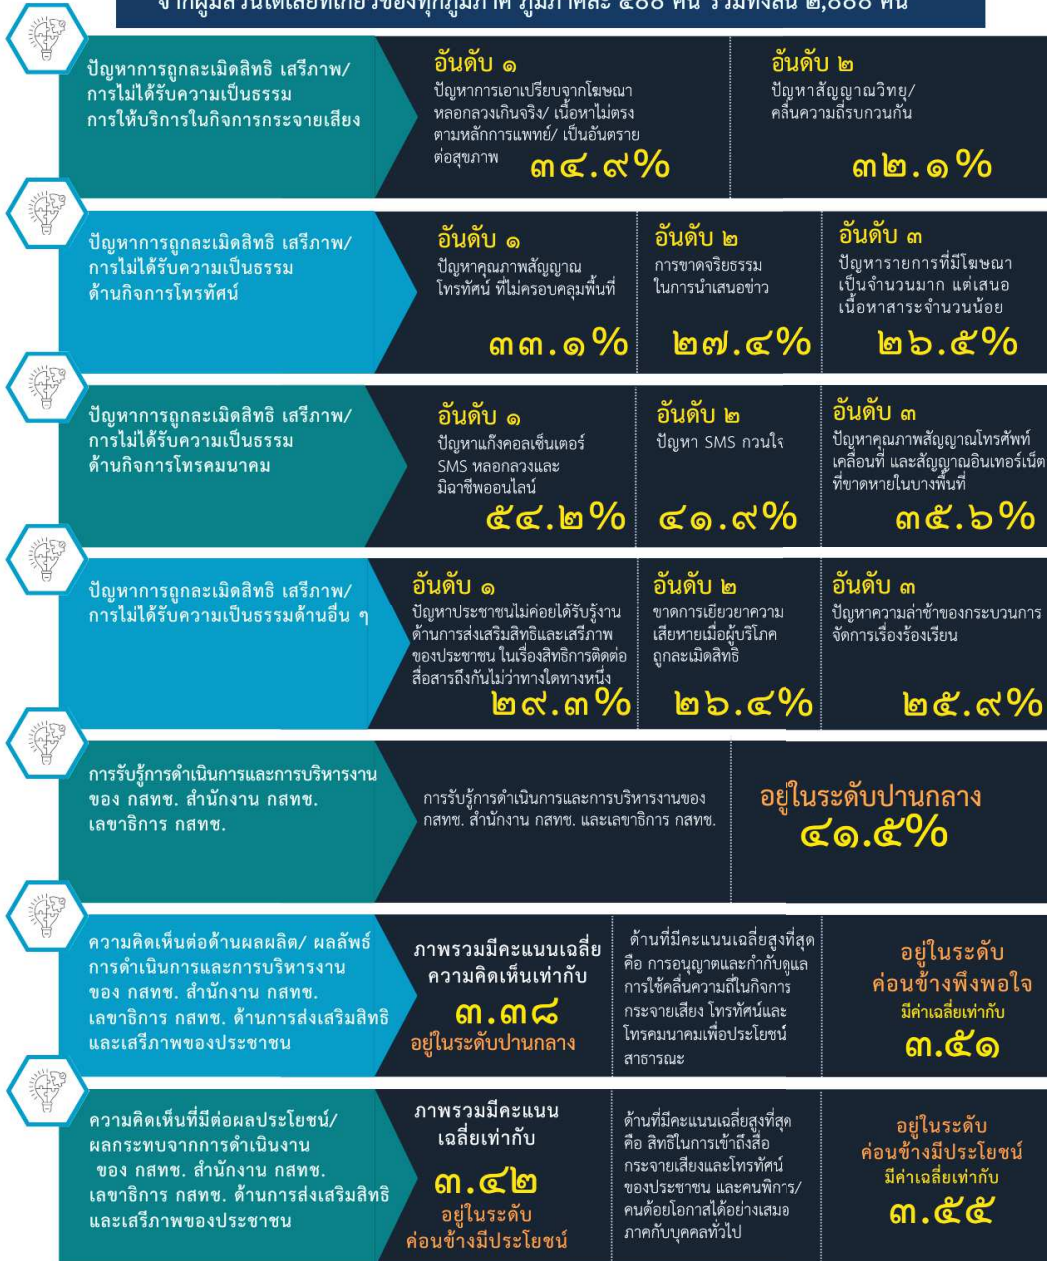 จากผู้มีส่วนได้เสียที่เกี่ยวข้องทุกภูมิภาค ภูมิภาคละ คน รวมทั้งสิ้น ๒,๐๐๐ คน
ปัญหาการถูกละเมิดสิทธิ เสรีภาพ/
การไม่ได้รับความเป็นธรรม
การให้บริการในกิจการกระจายเสียง
อันดับ ๑
ปัญหาการเอาเปรียบจากโฆษณา
หลอกลวงเกินจริง/ เนื้อหาไม่ตรง
ตามหลักการแพทย์/ เป็นอันตราย
ต่อสุขภาพ
๓๔.๙%
อันดับ ๒
ปัญหาสัญญาณวิทยุ/
คลื่นความถี่รบกวนกัน
๓๒.๑%
ปัญหาการถูกละเมิดสิทธิ เสรีภาพ/
การไม่ได้รับความเป็นธรรม
ด้านกิจการโทรทัศน์
อันดับ ๑
ปัญหาคุณภาพสัญญาณ
โทรทัศน์ ที่ไม่ครอบคลุมพื้นที่
๓๓.๑%
อันดับ ๒
การขาดจริยธรรม
ในการนำเสนอข่าว
๒๗.๔%
อันดับ ๓
ปัญหารายการที่มีโฆษณา
เป็นจำนวนมาก แต่เสนอ
เนื้อหาสาระจำนวนน้อย
๒๖.๕%
ปัญหาการถูกละเมิดสิทธิ เสรีภาพ/
การไม่ได้รับความเป็นธรรม
ด้านกิจการโทรคมนาคม
อันดับ ๑
ปัญหาแก๊งคอลเซ็นเตอร์
SMS หลอกลวงและ
มิฉาชีพออนไลน์
๕๔.๒%
อันดับ ๒
ปัญหา SMS กวนใจ
๔๑.๙%
อันดับ ๓
ปัญหาคุณภาพสัญญาณโทรศัพท์
เคลื่อนที่ และสัญญาณอินเทอร์เน็ต
ที่ขาดหายในบางพื้นที่
๓๕.๖%
ปัญหาการถูกละเมิดสิทธิ เสรีภาพ/
การไม่ได้รับความเป็นธรรมด้านอื่น ๆ
อันดับ ๑
ปัญหาประชาชนไม่ค่อยได้รับรู้งาน
ด้านการส่งเสริมสิทธิและเสรีภาพ
ของประชาชน ในเรื่องสิทธิการติดต่อ
สื่อสารถึงกันไม่ว่าทางใดทางหนึ่ง
๒๙.๓%
อันดับ ๒
ขาดการเยียวยาความ
เสียหายเมื่อผู้บริโภค
ถูกละเมิดสิทธิ
๒๖.๔%
อันดับ ๓
ปัญหาความล่าช้าของกระบวนการ
จัดการเรื่องร้องเรียน
๒๕.๙%
การรับรู้การดำเนินการและการบริหารงาน
ของ กสทช. สำนักงาน กสทช.
เลขาธิการ กสทช.
การรับรู้การดำเนินการและการบริหารงานของ
กสทช. สำนักงาน กสทช. และเลขาธิการ กสทช.
อยู่ในระดับปานกลาง
๔๑.๕%
ความคิดเห็นต่อด้านผลผลิต/ ผลลัพธ์
การดำเนินการและการบริหารงาน
ของ กสทช. สำนักงาน กสทช.
เลขาธิการ กสทช. ด้านการส่งเสริมสิทธิ
และเสรีภาพของประชาชน
ภาพรวมมีคะแนนเฉลี่ย
ความคิดเห็นเท่ากับ
๓.๓๘
อยู่ในระดับปานกลาง
ด้านที่มีคะแนนเฉลี่ยสูงที่สุด
คือ การอนุญาตและกำกับดูแล
การใช้คลื่นความถี่ในกิจการ
กระจายเสียง โทรทัศน์และ
โทรคมนาคมเพื่อประโยชน์
สาธารณะ
อยู่ในระดับ
ค่อนข้างพึงพอใจ
มีค่าเฉลี่ยเท่ากับ
๓.๕๑
ความคิดเห็นที่มีต่อผลประโยชน์/
ผลกระทบจากการดำเนินงาน
ของ กสทช. สำนักงาน กสทช.
เลขาธิการ กสทช. ด้านการส่งเสริมสิทธิ
และเสรีภาพของประชาชน
ภาพรวมมีคะแนน
เฉลี่ยเท่ากับ
๓.๔๒
อยู่ในระดับ
ค่อนข้างมีประโยชน์
ด้านที่มีคะแนนเฉลี่ยสูงที่สุด
คือ สิทธิในการเข้าถึงสื่อ
กระจายเสียงและโทรทัศน์
ของประชาชน และคนพิการ/
คนด้อยโอกาสได้อย่างเสมอ
ภาคกับบุคคลทั่วไป
อยู่ในระดับ
ค่อนข้างมีประโยชน์
มีค่าเฉลี่ยเท่ากับ
๓.๕๕